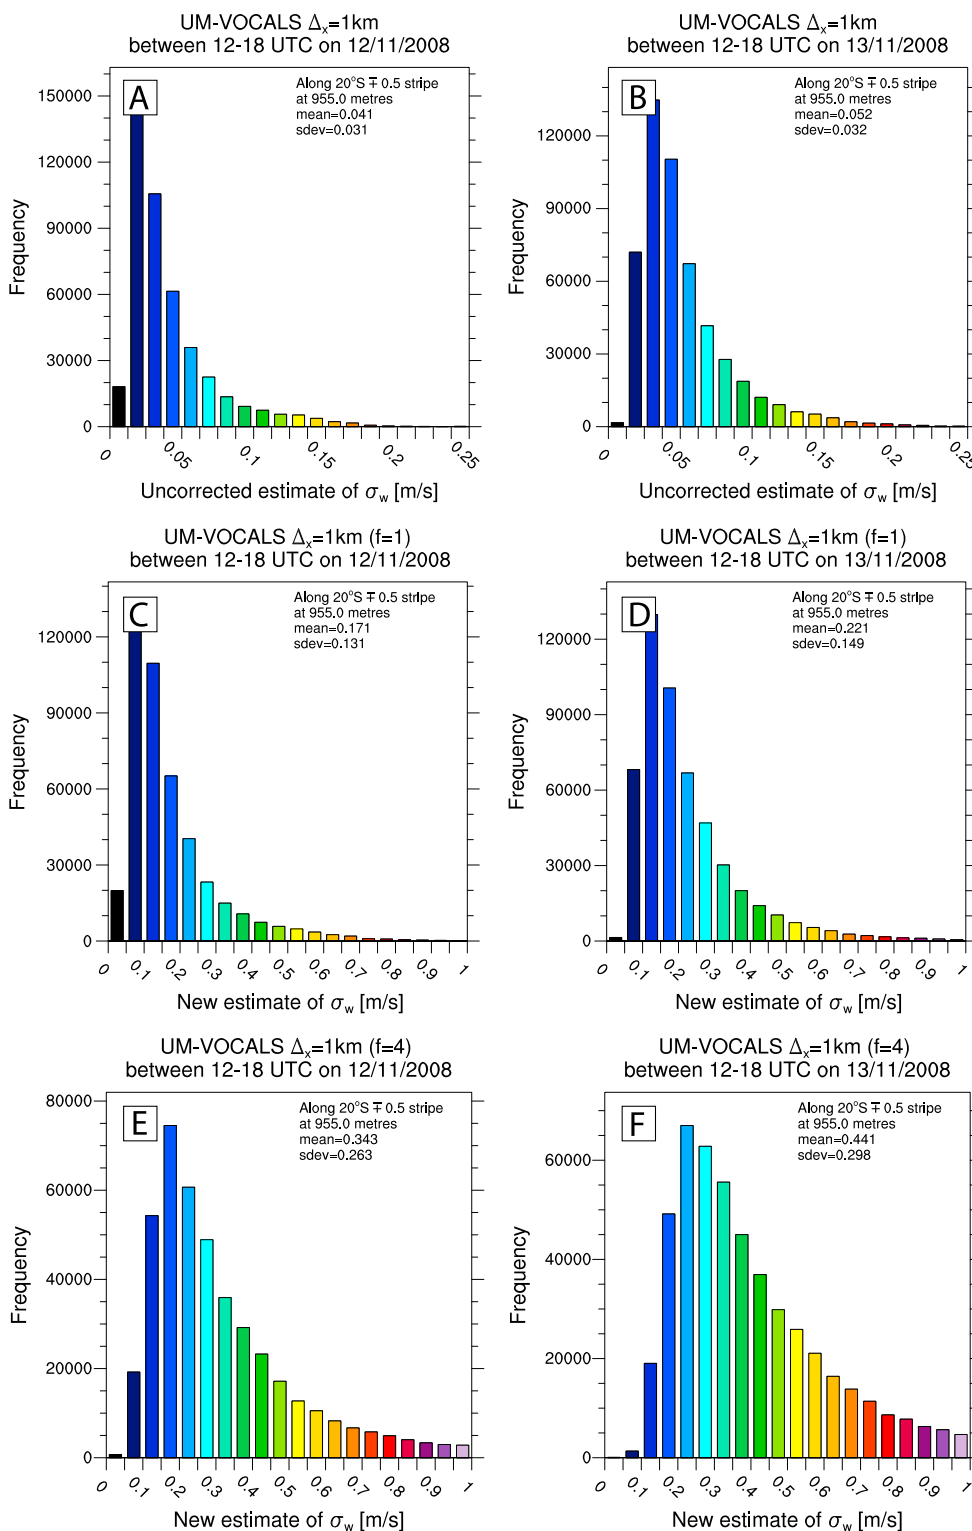 UM-VOCALS Δx=1km
between 12-18 UTC on 12/11/2008
A
Along 20°S ∓ 0.5 stripe
at 955.0 metres
mean=0.041
sdev=0.031
150000
120000
90000
60000
30000
0
Frequency
0 0.05 0.1 0.15 0.2 0.25
Uncorrected estimate of σw [m/s]
UM-VOCALS Δx=1km
between 12-18 UTC on 13/11/2008
B
Along 20°S ∓ 0.5 stripe
at 955.0 metres
mean=0.052
sdev=0.032
120000
90000
60000
30000
0
Frequency
0 0.05 0.1 0.15 0.2 0.25
Uncorrected estimate of σw [m/s]
UM-VOCALS Δx=1km (f=1)
between 12-18 UTC on 12/11/2008
C
Along 20°S ∓ 0.5 stripe
at 955.0 metres
mean=0.171
sdev=0.131
120000
90000
60000
30000
0
Frequency
0 0.1 0.2 0.3 0.4 0.5 0.6 0.7 0.8 0.9 1
New estimate of σw [m/s]
UM-VOCALS Δx=1km (f=1)
between 12-18 UTC on 13/11/2008
D
Along 20°S ∓ 0.5 stripe
at 955.0 metres
mean=0.221
sdev=0.149
120000
90000
60000
30000
0
Frequency
0 0.1 0.2 0.3 0.4 0.5 0.6 0.7 0.8 0.9 1
New estimate of σw [m/s]
UM-VOCALS Δx=1km (f=4)
between 12-18 UTC on 12/11/2008
E
Along 20°S ∓ 0.5 stripe
at 955.0 metres
mean=0.343
sdev=0.263
80000
60000
40000
20000
0
Frequency
0 0.1 0.2 0.3 0.4 0.5 0.6 0.7 0.8 0.9 1
New estimate of σw [m/s]
UM-VOCALS Δx=1km (f=4)
between 12-18 UTC on 13/11/2008
F
Along 20°S ∓ 0.5 stripe
at 955.0 metres
mean=0.441
sdev=0.298
60000
40000
20000
0
Frequency
0 0.1 0.2 0.3 0.4 0.5 0.6 0.7 0.8 0.9 1
New estimate of σw [m/s]